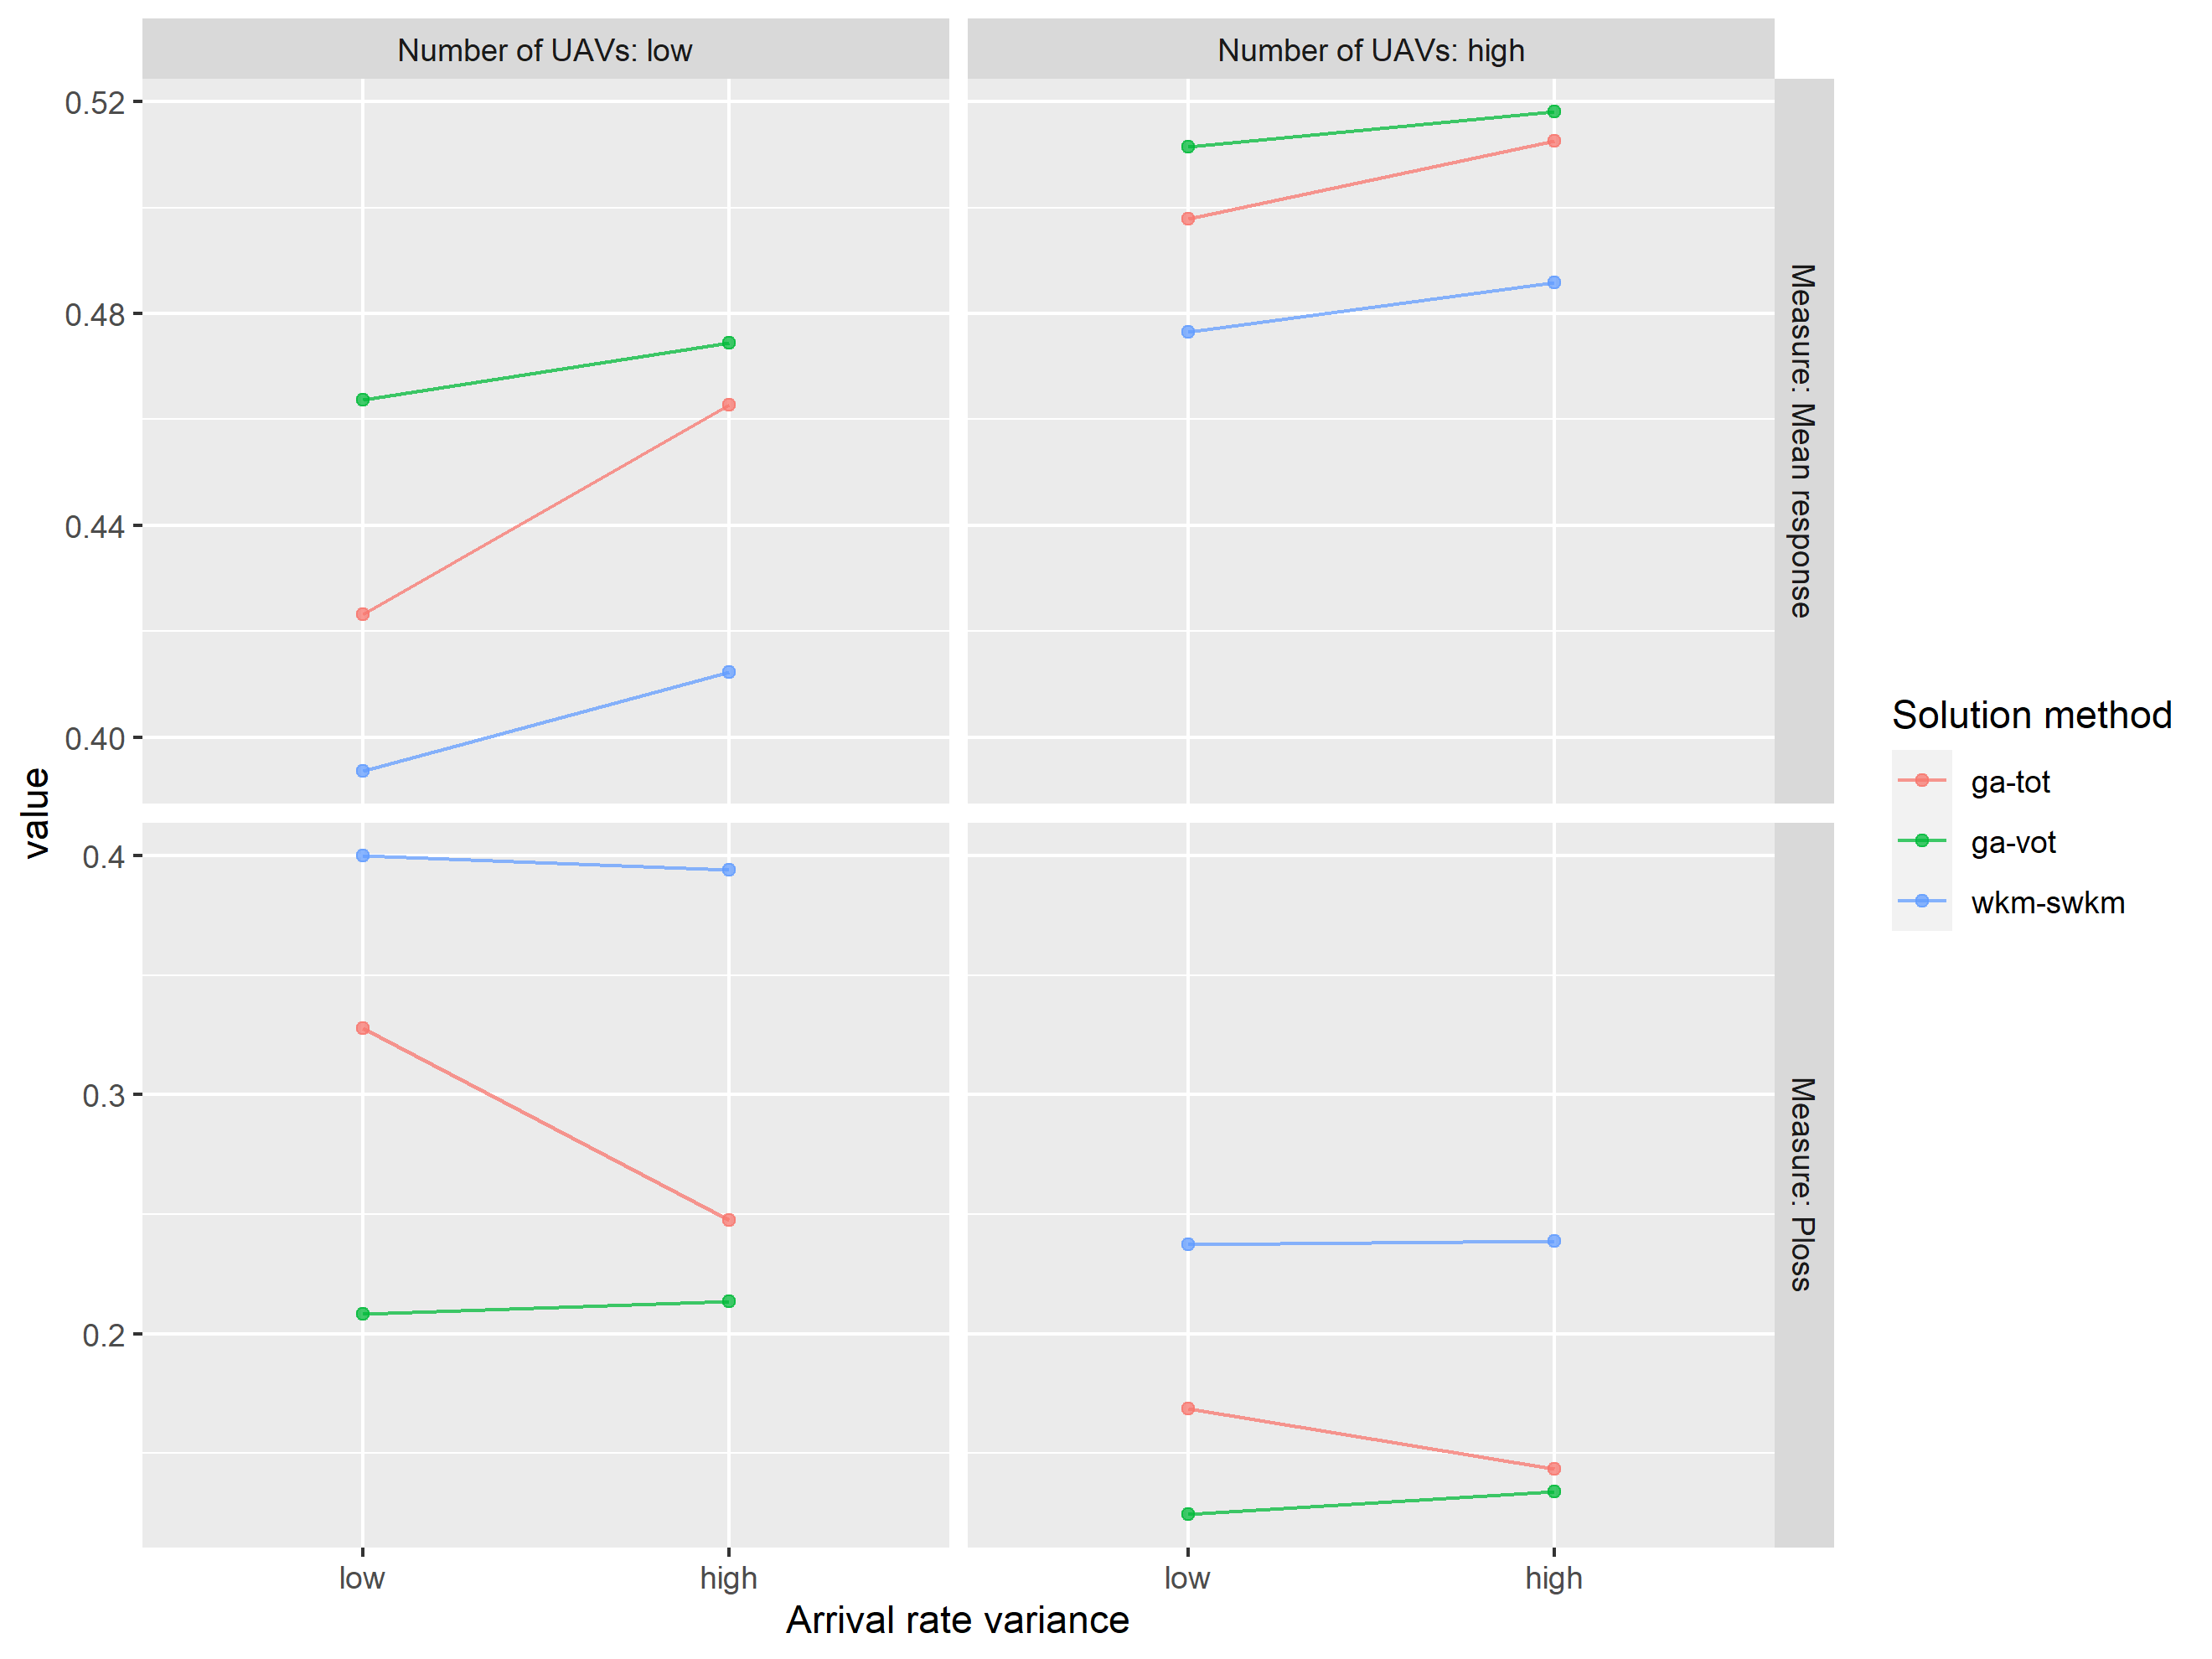 Number of UAVs: low
Number of UAVs: high
0.52
0.48
0.44
0.40
Measure: Mean response
value
0.4
0.3
0.2
Measure: Ploss
low
high
low
high
Arrival rate variance
Solution method
ga-tot
ga-vot
wkm-swkm